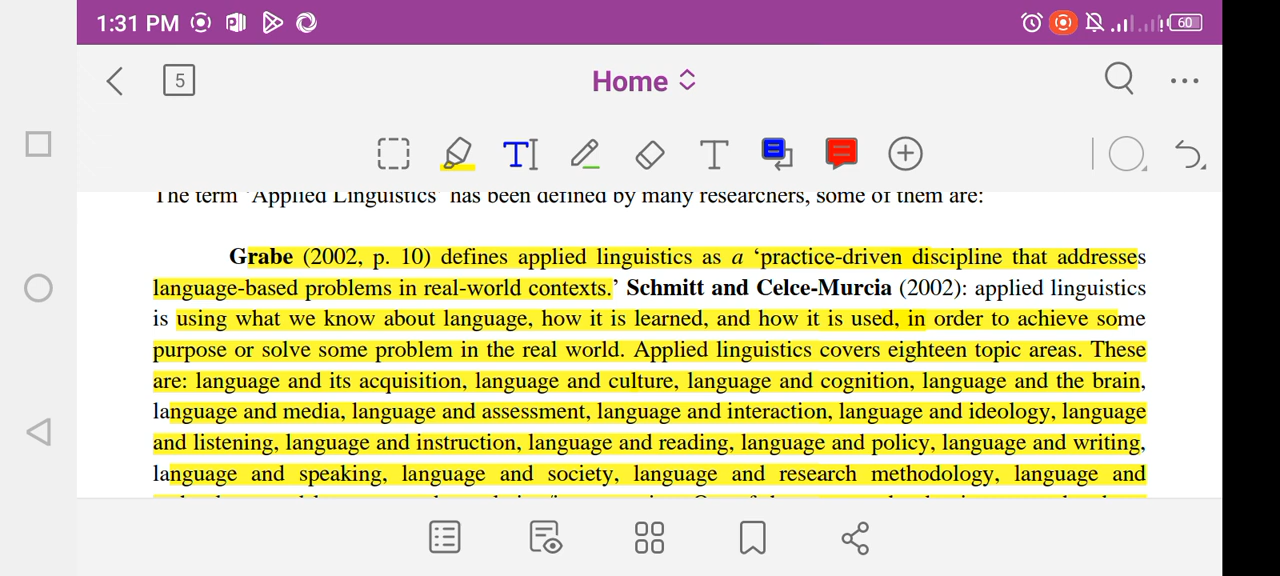 1:31 PM
60
5
Home
T
T
The term 'Applied Linguistics' has been defined by many researchers, some of them are:
Grabe (2002, p. 10) defines applied linguistics as a ‘practice-driven discipline that addresses
language-based problems in real-world contexts.’ Schmitt and Celce-Murcia (2002): applied linguistics
is using what we know about language, how it is learned, and how it is used, in order to achieve some
purpose or solve some problem in the real world. Applied linguistics covers eighteen topic areas. These
are: language and its acquisition, language and culture, language and cognition, language and the brain,
language and media, language and assessment, language and interaction, language and ideology, language
and listening, language and instruction, language and reading, language and policy, language and writing,
language and speaking, language and society, language and research methodology, language and